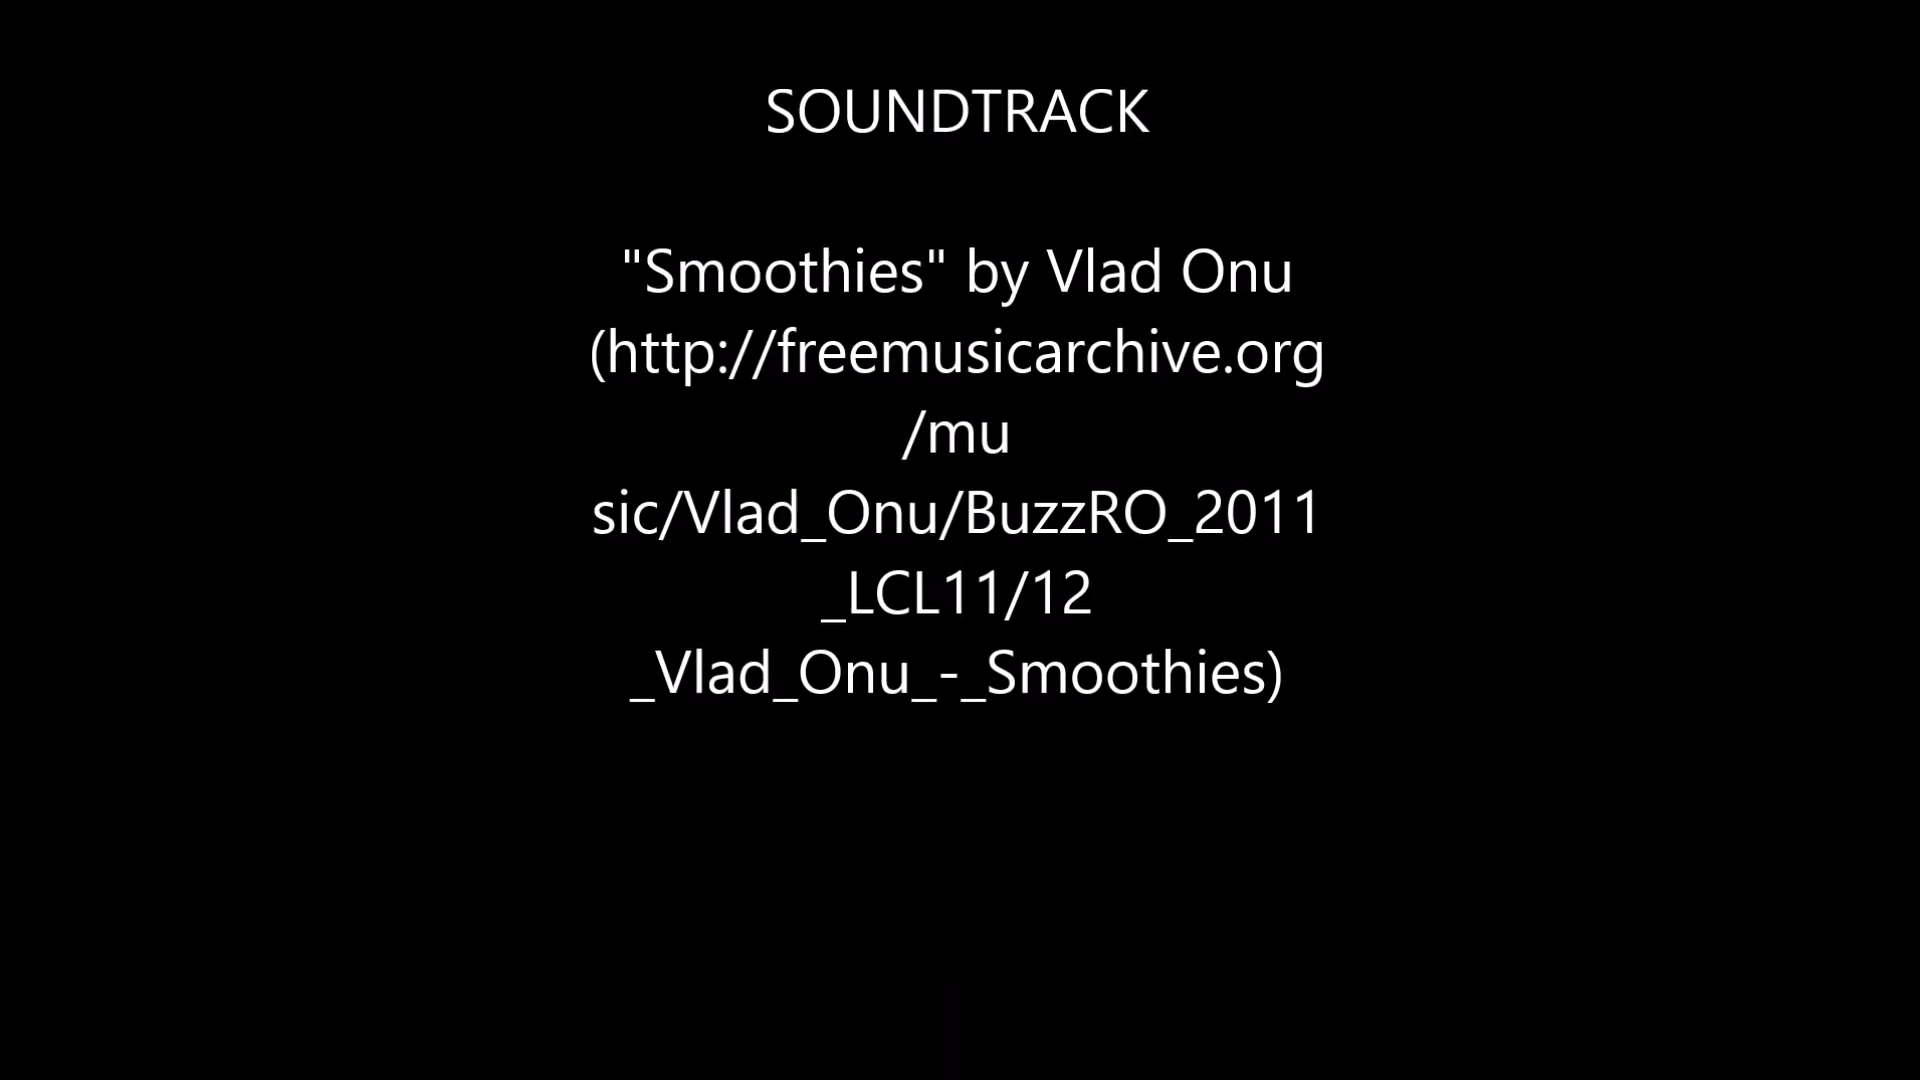 SOUNDTRACK
"Smoothies" by Vlad Onu
(http://freemusicarchive.org
/mu
sic/Vlad_Onu/BuzzRO_2011
_LCL11/12
_Vlad_Onu_-_Smoothies)